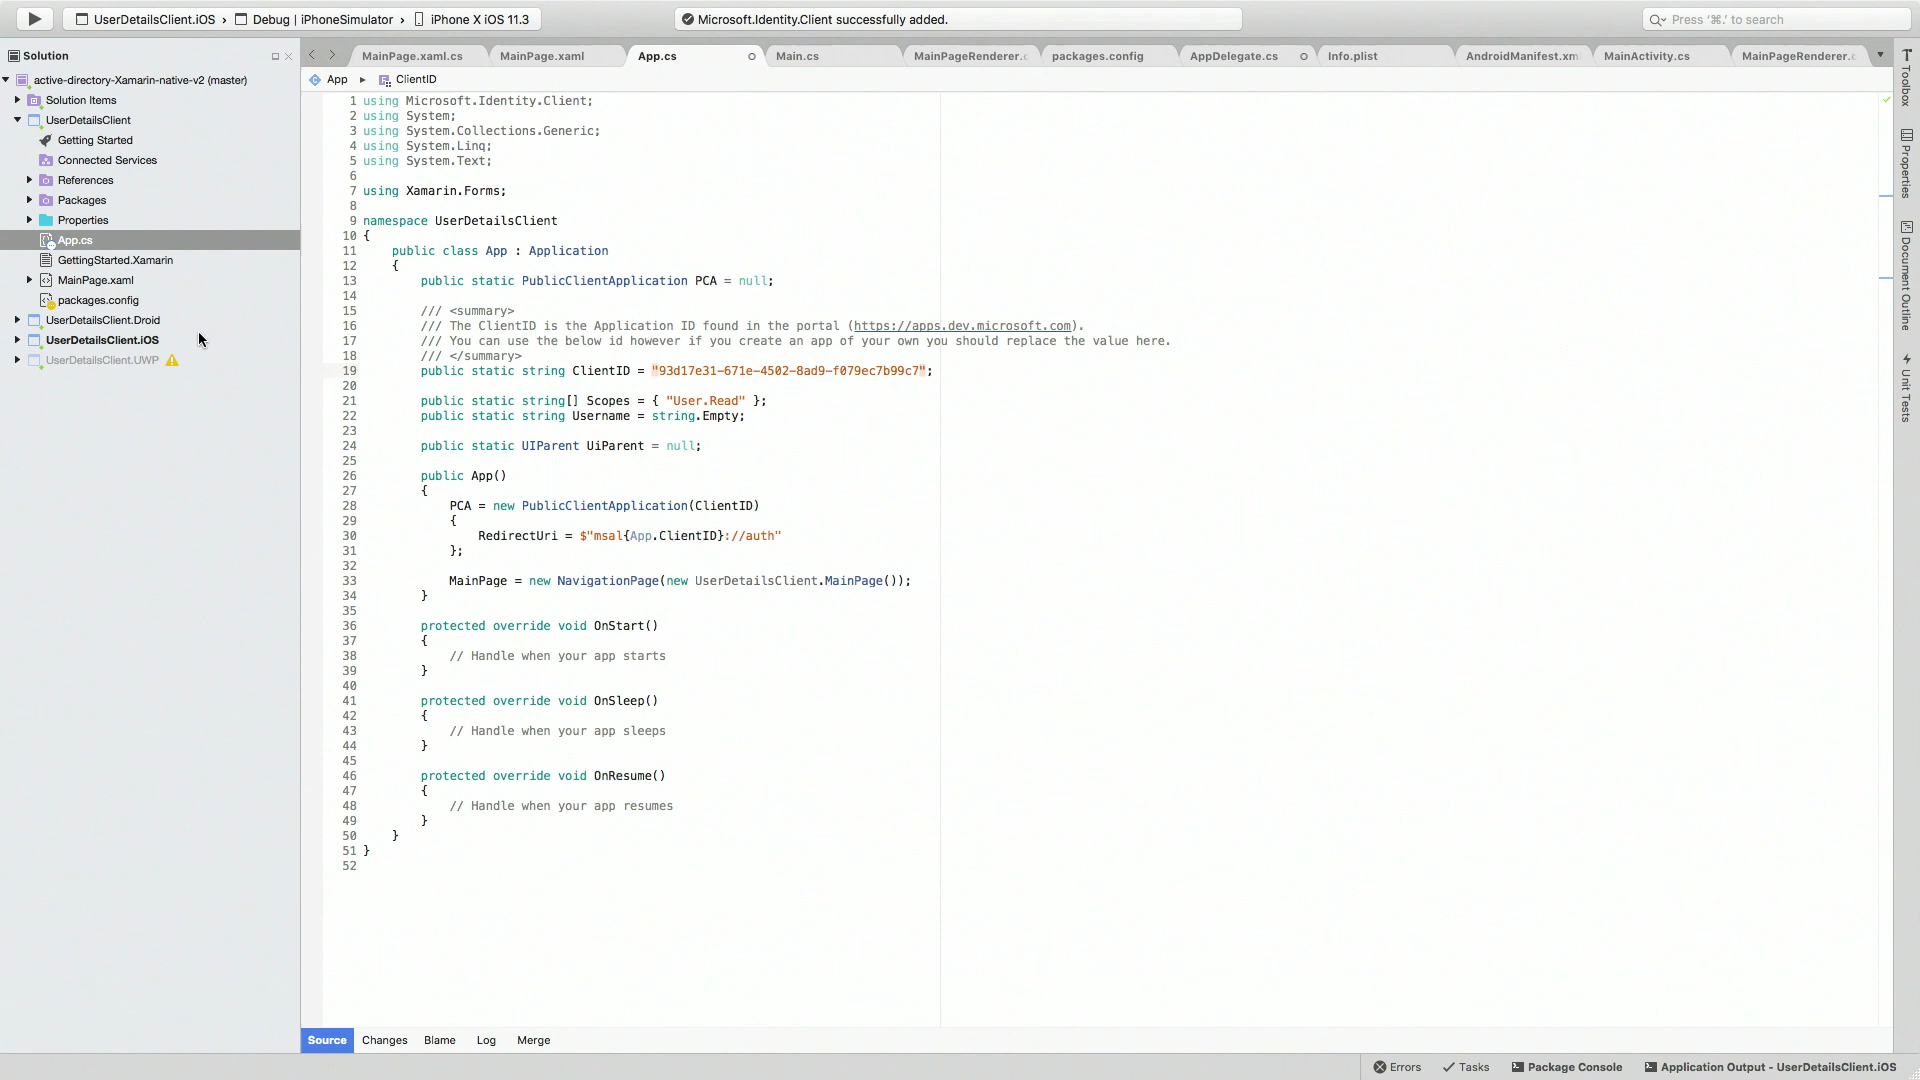 UserDetailsClient.iOS › Debug | iPhoneSimulator › iPhone X iOS 11.3
Microsoft.Identity.Client successfully added.
Press '⌘.' to search
Solution
active-directory-Xamarin-native-v2 (master)
Solution Items
UserDetailsClient
Getting Started
Connected Services
References
Packages
Properties
App.cs
GettingStarted.Xamarin
MainPage.xaml
packages.config
UserDetailsClient.Droid
UserDetailsClient.iOS
UserDetailsClient.UWP
MainPage.xaml.cs MainPage.xaml App.cs Main.cs MainPageRenderer.c packages.config AppDelegate.cs Info.plist AndroidManifest.xm MainActivity.cs MainPageRenderer.c
App ▸ ClientID
1 using Microsoft.Identity.Client;
2 using System;
3 using System.Collections.Generic;
4 using System.Linq;
5 using System.Text;
6
7 using Xamarin.Forms;
8
9 namespace UserDetailsClient
10 {
11 public class App : Application
12 {
13 public static PublicClientApplication PCA = null;
14
15 /// <summary>
16 /// The ClientID is the Application ID found in the portal (https://apps.dev.microsoft.com).
17 /// You can use the below id however if you create an app of your own you should replace the value here.
18 /// </summary>
19 public static string ClientID = "93d17e31-671e-4502-8ad9-f079ec7b99c7";
20
21 public static string[] Scopes = { "User.Read" };
22 public static string Username = string.Empty;
23
24 public static UIParent UiParent = null;
25
26 public App()
27 {
28 PCA = new PublicClientApplication(ClientID)
29 {
30 RedirectUri = $"msal{App.ClientID}://auth"
31 };
32
33 MainPage = new NavigationPage(new UserDetailsClient.MainPage());
34 }
35
36 protected override void OnStart()
37 {
38 // Handle when your app starts
39 }
40
41 protected override void OnSleep()
42 {
43 // Handle when your app sleeps
44 }
45
46 protected override void OnResume()
47 {
48 // Handle when your app resumes
49 }
50 }
51 }
52
Toolbox
Properties
Document Outline
Unit Tests
Source Changes Blame Log Merge
Errors Tasks Package Console Application Output - UserDetailsClient.iOS